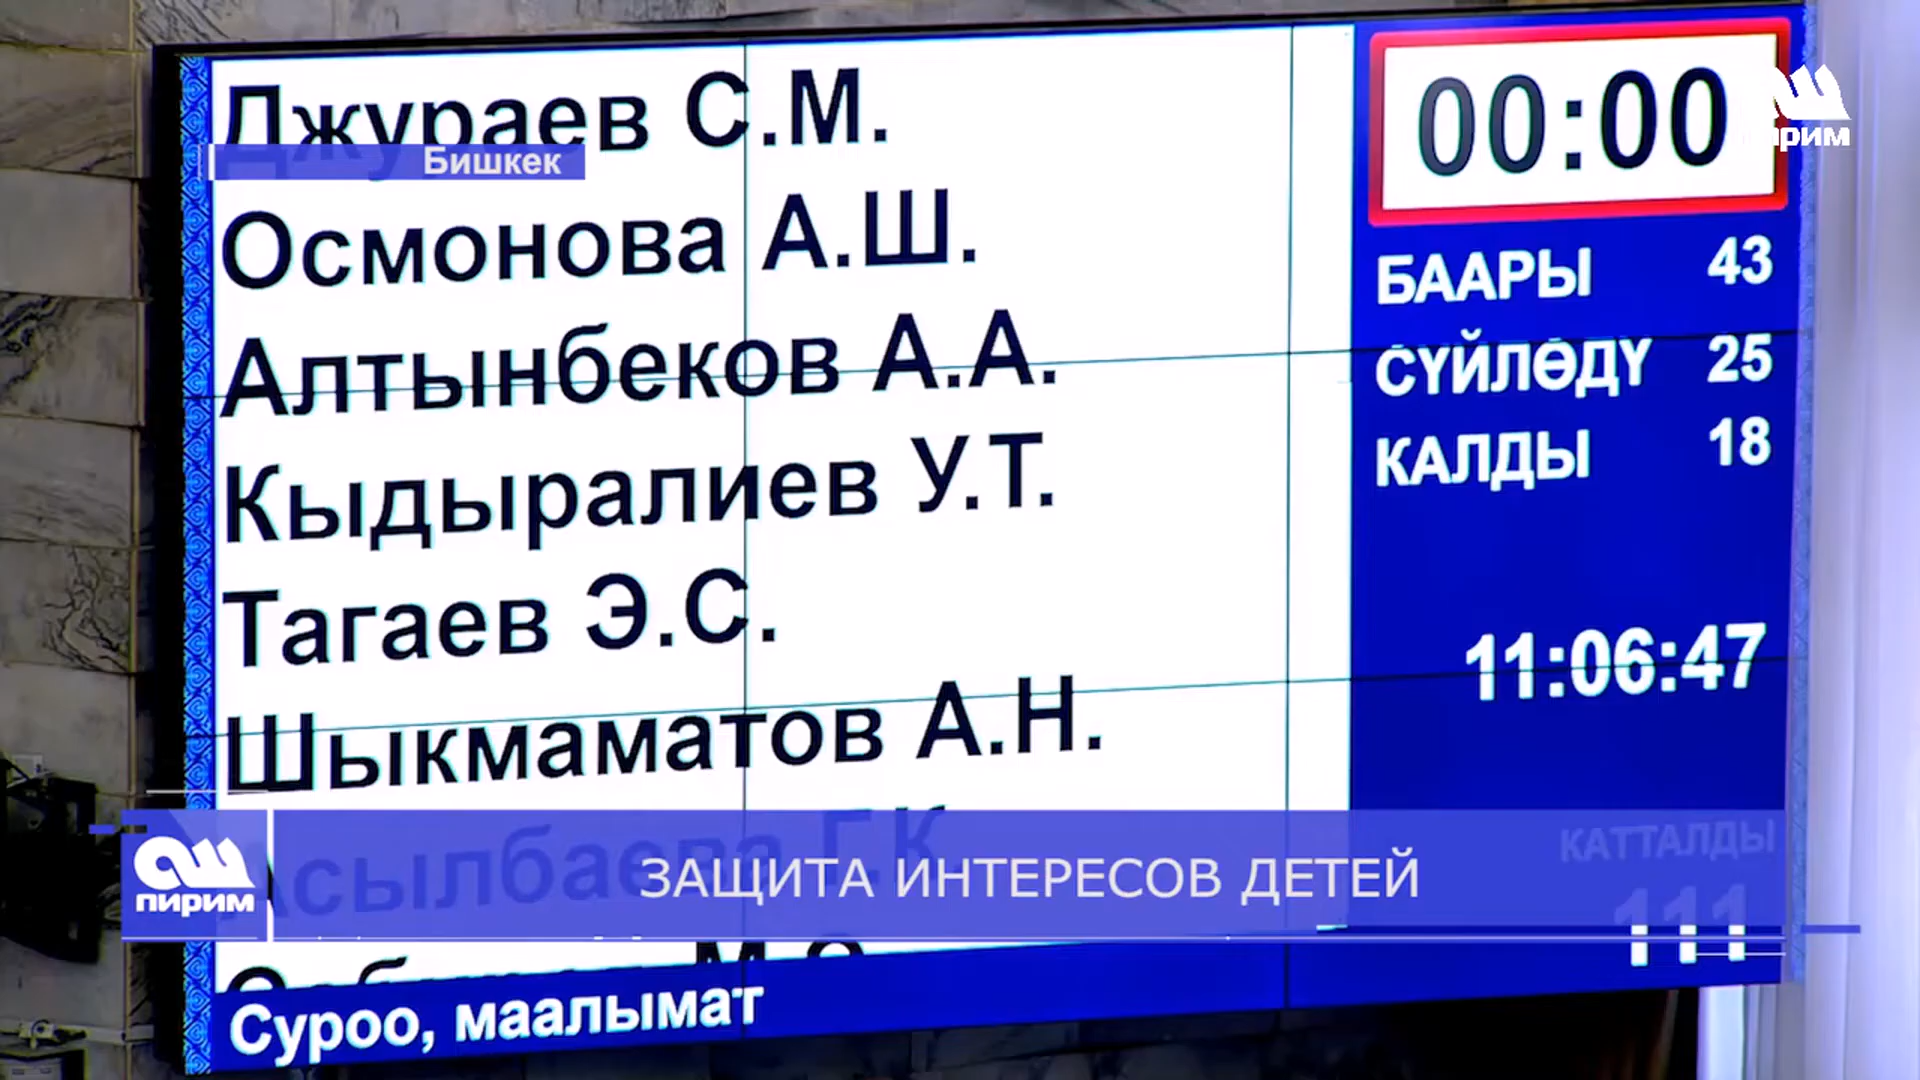 Джураев С.М.
Бишкек
Осмонова А.Ш.
Алтынбеков А.А.
Кыдыралиев У.Т.
Тагаев Э.С.
Шыкмаматов А.Н.
Асылбаева Г.К.
М.Э.
Суроо, маалымат
00:00
пирим
БААРЫ 43
СҮЙЛӨДҮ 25
КАЛДЫ 18
11:06:47
КАТТАЛДЫ
111
ПИРИМ
ЗАЩИТА ИНТЕРЕСОВ ДЕТЕЙ